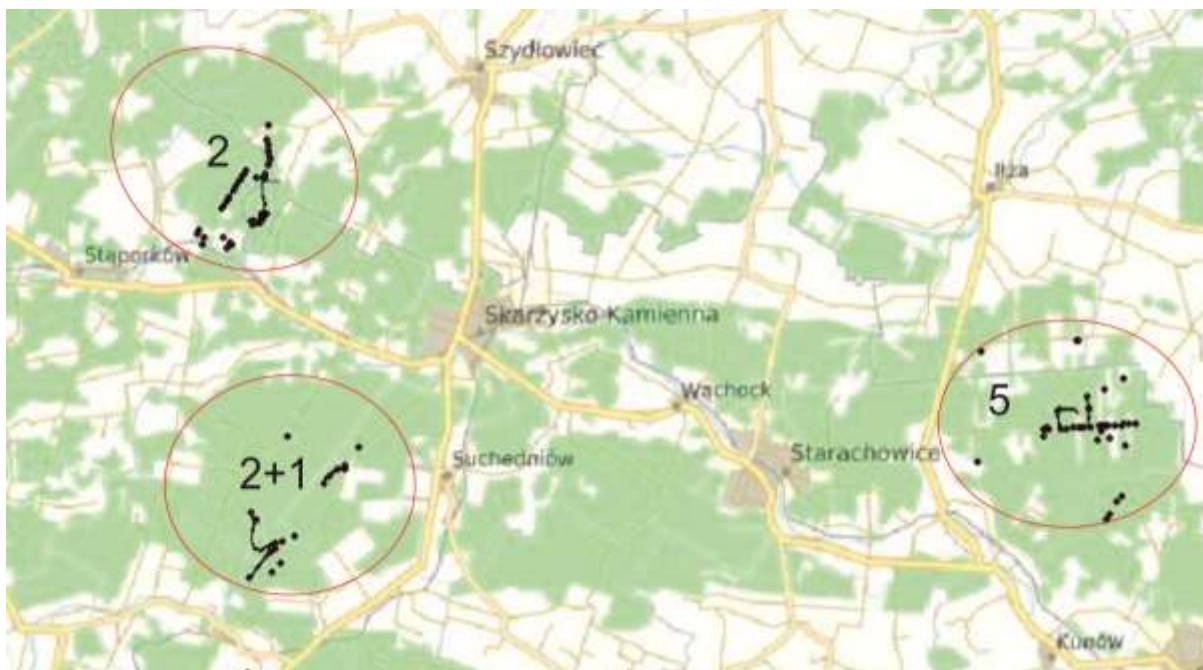 Szydłowiec
2
Iłża
Stąporków
Skarżysko-Kamienna
Wąchock
5
2+1
Suchedniów
Starachowice
Kunów